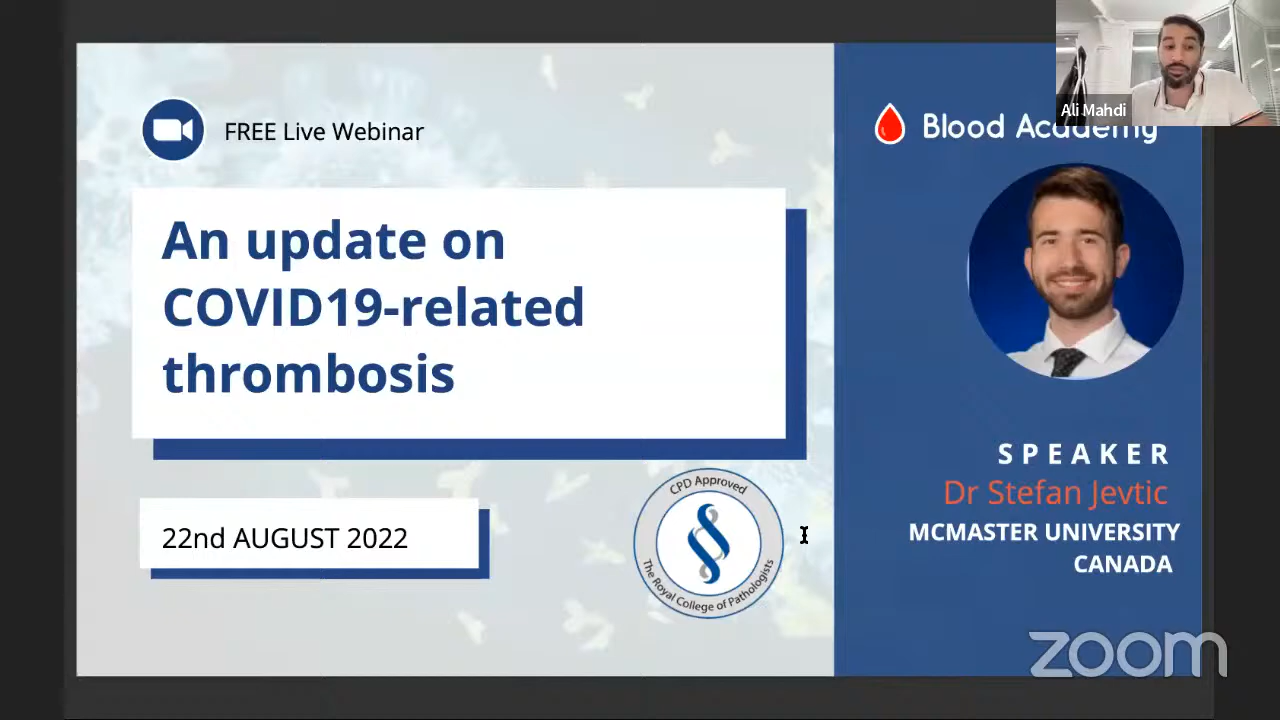 FREE Live Webinar
An update on
COVID19-related
thrombosis
22nd AUGUST 2022
CPD Approved
The Royal College of Pathologists
Ali Mahdi
Blood Academy
SPEAKER
Dr Stefan Jevtic
MCMASTER UNIVERSITY
CANADA
zoom